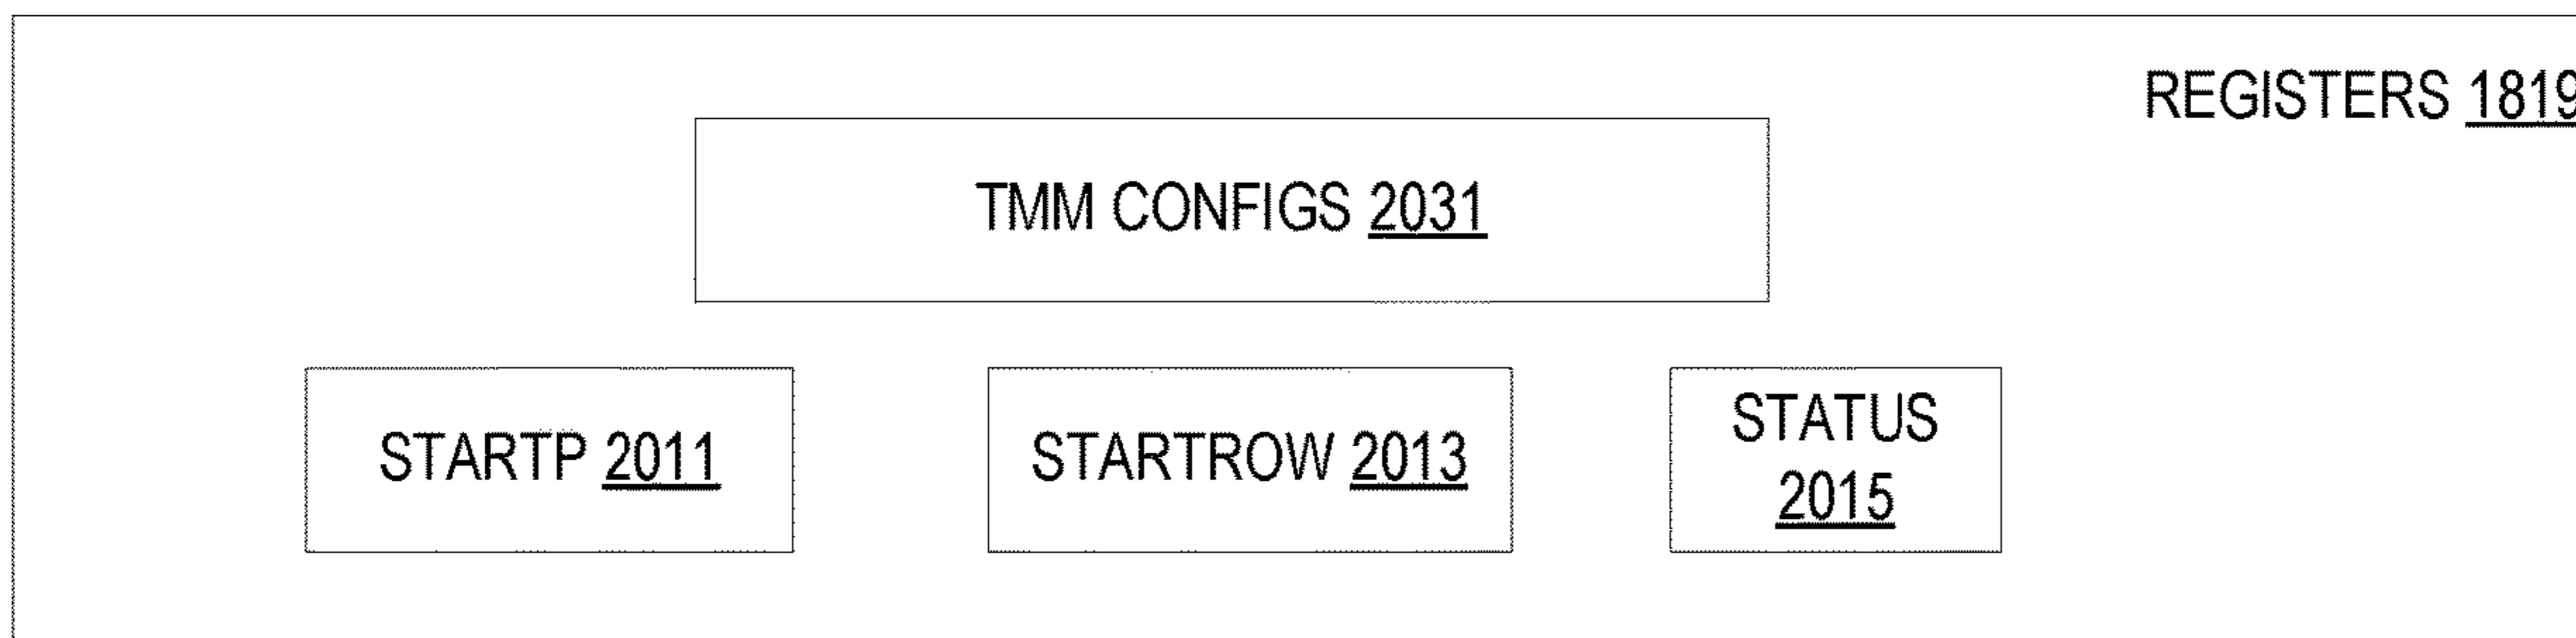 REGISTERS 1819
TMM CONFIGS 2031
STARTP 2011
STARTROW 2013
STATUS
2015